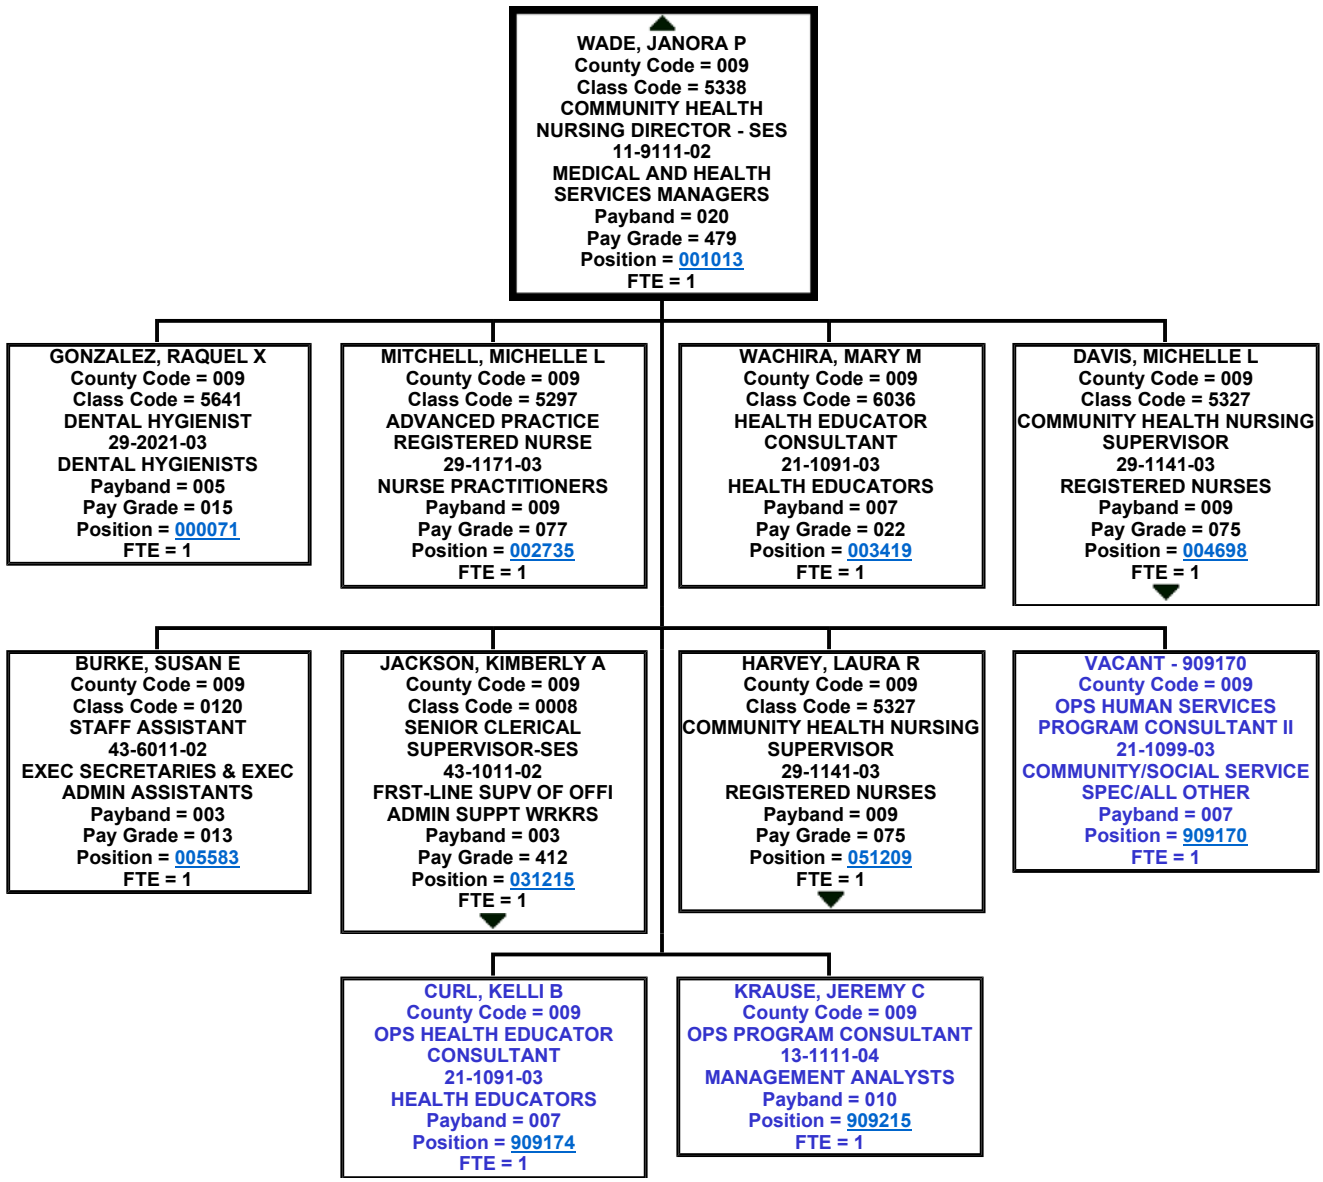 WADE, JANORA P
County Code = 009
Class Code = 5338
COMMUNITY HEALTH
NURSING DIRECTOR - SES
11-9111-02
MEDICAL AND HEALTH
SERVICES MANAGERS
Payband = 020
Pay Grade = 479
Position = 001013
FTE = 1
GONZALEZ, RAQUEL X
County Code = 009
Class Code = 5641
DENTAL HYGIENIST
29-2021-03
DENTAL HYGIENISTS
Payband = 005
Pay Grade = 015
Position = 000071
FTE = 1
MITCHELL, MICHELLE L
County Code = 009
Class Code = 5297
ADVANCED PRACTICE
REGISTERED NURSE
29-1171-03
NURSE PRACTITIONERS
Payband = 009
Pay Grade = 077
Position = 002735
FTE = 1
WACHIRA, MARY M
County Code = 009
Class Code = 6036
HEALTH EDUCATOR
CONSULTANT
21-1091-03
HEALTH EDUCATORS
Payband = 007
Pay Grade = 022
Position = 003419
FTE = 1
DAVIS, MICHELLE L
County Code = 009
Class Code = 5327
COMMUNITY HEALTH NURSING
SUPERVISOR
29-1141-03
REGISTERED NURSES
Payband = 009
Pay Grade = 075
Position = 004698
FTE = 1
BURKE, SUSAN E
County Code = 009
Class Code = 0120
STAFF ASSISTANT
43-6011-02
EXEC SECRETARIES & EXEC
ADMIN ASSISTANTS
Payband = 003
Pay Grade = 013
Position = 005583
FTE = 1
JACKSON, KIMBERLY A
County Code = 009
Class Code = 0008
SENIOR CLERICAL
SUPERVISOR-SES
43-1011-02
FRST-LINE SUPV OF OFFI
ADMIN SUPPT WRKRS
Payband = 003
Pay Grade = 412
Position = 031215
FTE = 1
HARVEY, LAURA R
County Code = 009
Class Code = 5327
COMMUNITY HEALTH NURSING
SUPERVISOR
29-1141-03
REGISTERED NURSES
Payband = 009
Pay Grade = 075
Position = 051209
FTE = 1
VACANT - 909170
County Code = 009
OPS HUMAN SERVICES
PROGRAM CONSULTANT II
21-1099-03
COMMUNITY/SOCIAL SERVICE
SPEC/ALL OTHER
Payband = 007
Position = 909170
FTE = 1
CURL, KELLI B
County Code = 009
OPS HEALTH EDUCATOR
CONSULTANT
21-1091-03
HEALTH EDUCATORS
Payband = 007
Position = 909174
FTE = 1
KRAUSE, JEREMY C
County Code = 009
OPS PROGRAM CONSULTANT
13-1111-04
MANAGEMENT ANALYSTS
Payband = 010
Position = 909215
FTE = 1